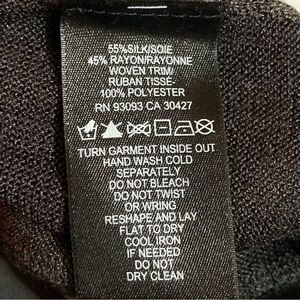 55%SILK/SOIE
45% RAYON/RAYONNE
WOVEN TRIM/
RUBAN TISSE-
100% POLYESTER
RN 93093 CA 30427
TURN GARMENT INSIDE OUT
HAND WASH COLD
SEPARATELY
DO NOT BLEACH
DO NOT TWIST
OR WRING
RESHAPE AND LAY
FLAT TO DRY
COOL IRON
IF NEEDED
DO NOT
DRY CLEAN